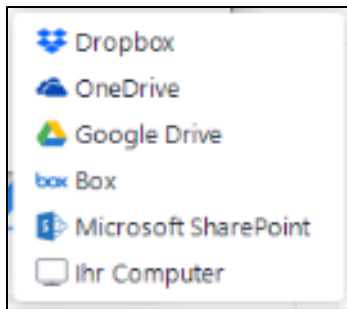 Dropbox
OneDrive
Google Drive
box Box
Microsoft SharePoint
Ihr Computer